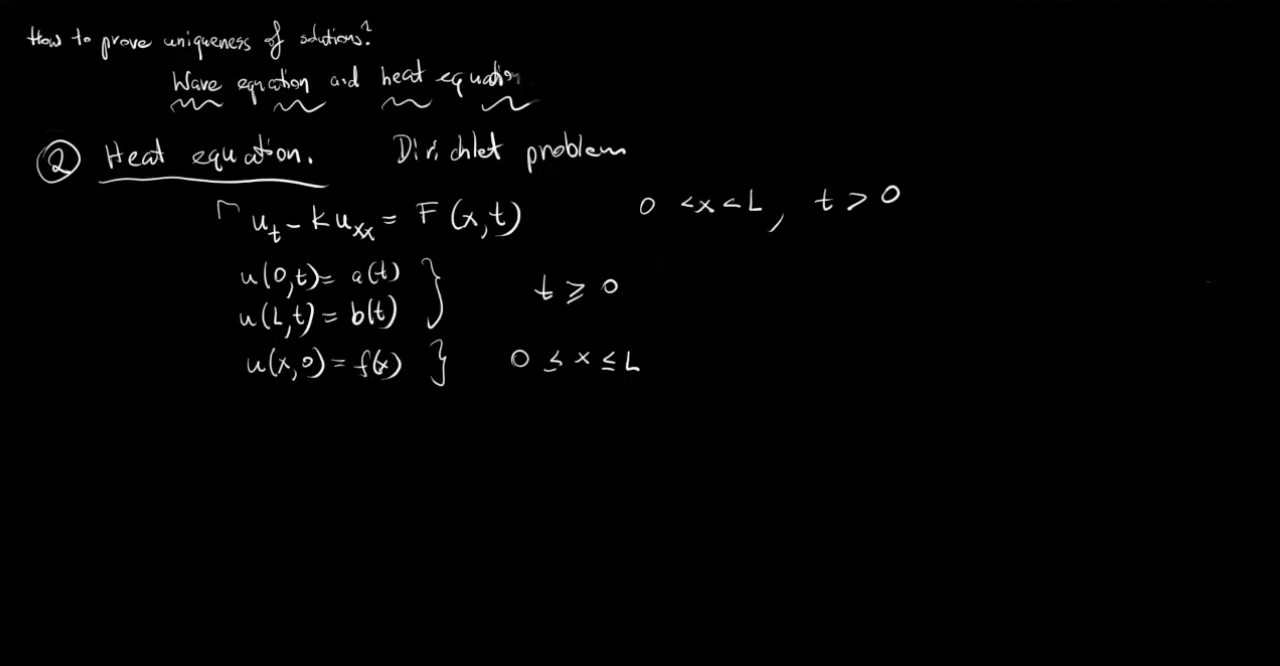 How to prove uniqueness of solutions?
Wave equation and heat equation
② Heat equation. Dirichlet problem
u_t - k u_xx = F(x,t) 0 < x < L, t > 0
u(0,t) = a(t)
u(L,t) = b(t) } t ≥ 0
u(x,0) = f(x) } 0 ≤ x ≤ L